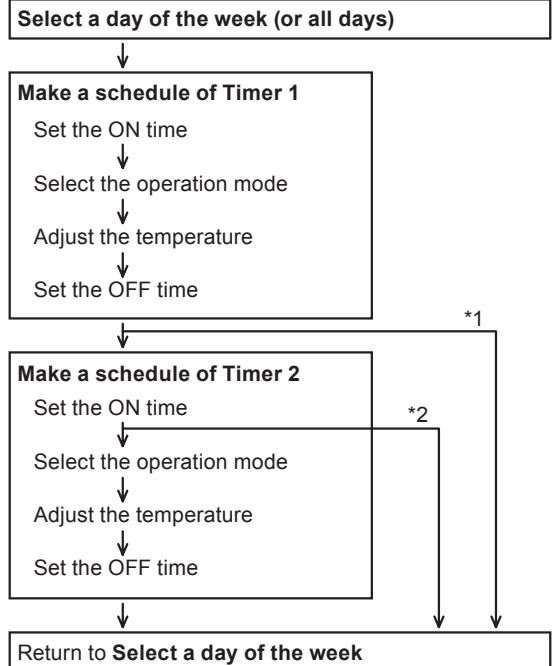 Select a day of the week (or all days)
Make a schedule of Timer 1
Set the ON time
Select the operation mode
Adjust the temperature
Set the OFF time
*1
Make a schedule of Timer 2
Set the ON time
*2
Select the operation mode
Adjust the temperature
Set the OFF time
Return to Select a day of the week